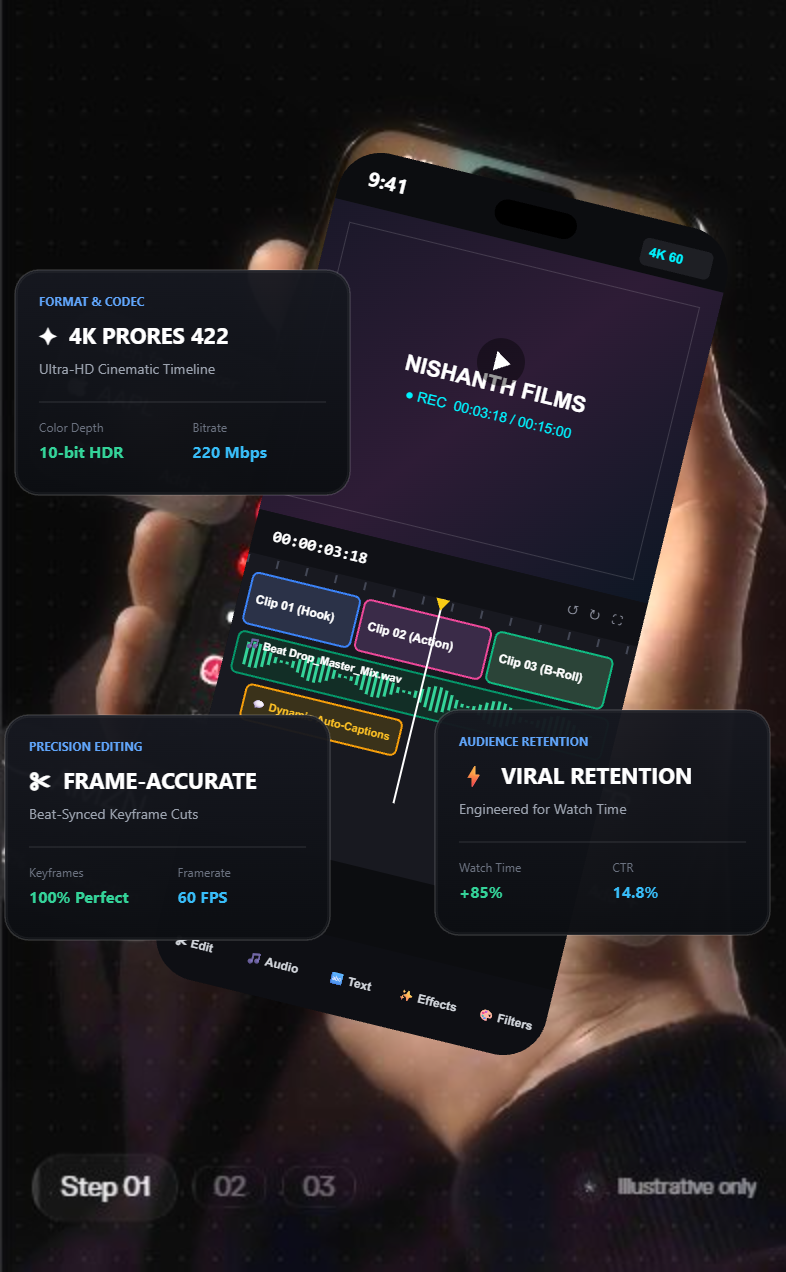 9:41
4K 60
FORMAT & CODEC
4K PRORES 422
Ultra-HD Cinematic Timeline
Color Depth
Bitrate
10-bit HDR
220 Mbps
NISHANTH FILMS
REC 00:03:18 / 00:15:00
00:00:03:18
Clip 01 (Hook)
Clip 02 (Action)
Clip 03 (B-Roll)
Beat Drop_Master_Mix.wav
Dynamic Auto-Captions
PRECISION EDITING
FRAME-ACCURATE
Beat-Synced Keyframe Cuts
Keyframes
Framerate
100% Perfect
60 FPS
AUDIENCE RETENTION
VIRAL RETENTION
Engineered for Watch Time
Watch Time
CTR
+85%
14.8%
Edit
Audio
Text
Effects
Filters
Step 01
02
03
Illustrative only